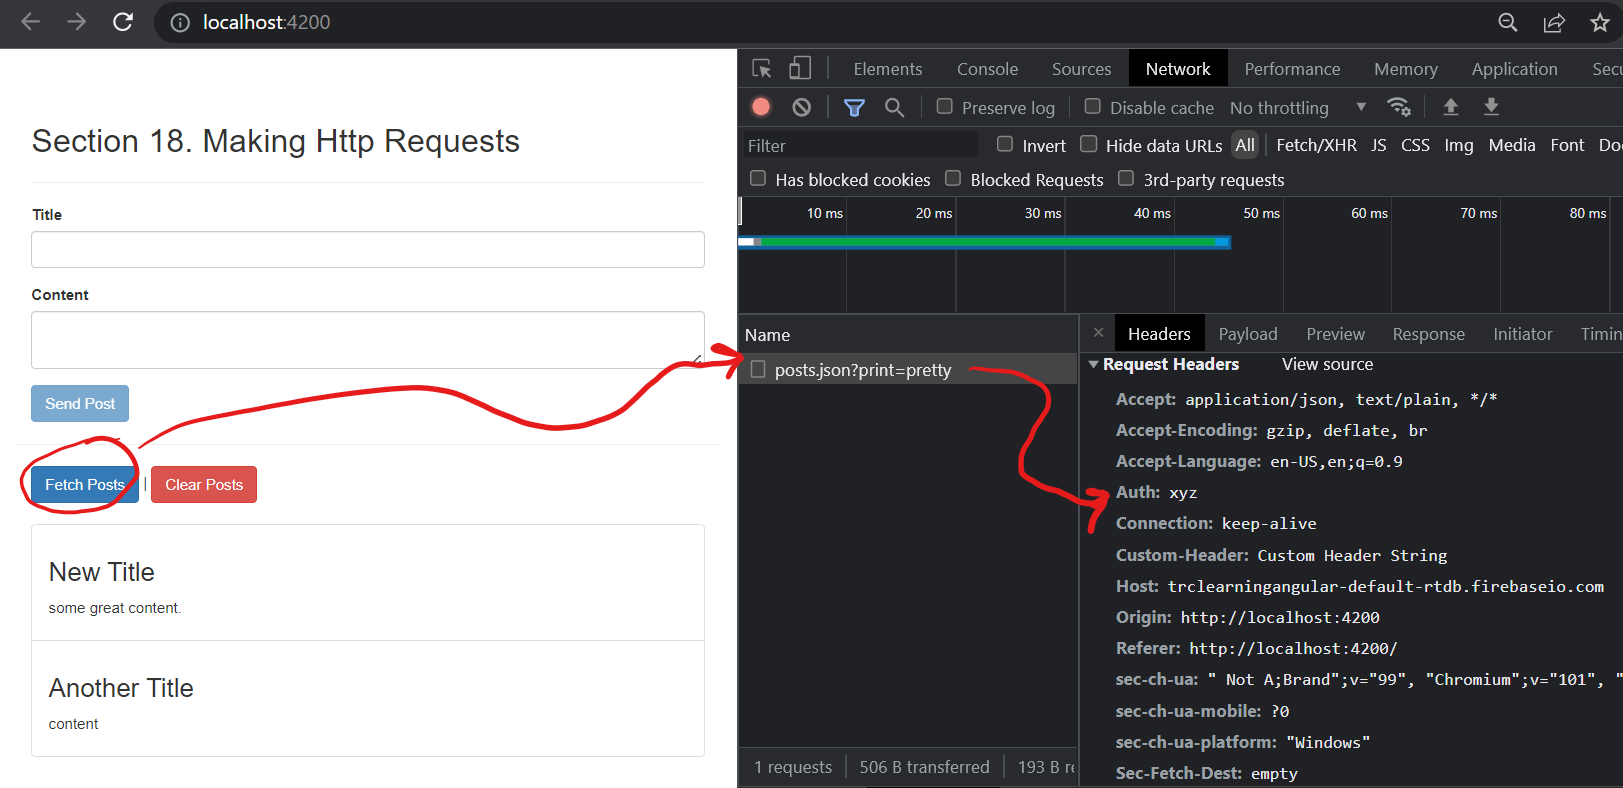 localhost:4200
Section 18. Making Http Requests
Title
Content
Send Post
Fetch Posts | Clear Posts
New Title
some great content.
Another Title
content
Elements Console Sources Network Performance Memory Application Secu
Preserve log Disable cache No throttling
Filter Invert Hide data URLs All Fetch/XHR JS CSS Img Media Font Doc
Has blocked cookies Blocked Requests 3rd-party requests
10 ms 20 ms 30 ms 40 ms 50 ms 60 ms 70 ms 80 ms
Name
posts.json?print=pretty
1 requests 506 B transferred 193 B re
× Headers Payload Preview Response Initiator Timin
Request Headers View source
Accept: application/json, text/plain, */*
Accept-Encoding: gzip, deflate, br
Accept-Language: en-US,en;q=0.9
Auth: xyz
Connection: keep-alive
Custom-Header: Custom Header String
Host: trclearningangular-default-rtdb.firebaseio.com
Origin: http://localhost:4200
Referer: http://localhost:4200/
sec-ch-ua: " Not A;Brand";v="99", "Chromium";v="101", "
sec-ch-ua-mobile: ?0
sec-ch-ua-platform: "Windows"
Sec-Fetch-Dest: empty